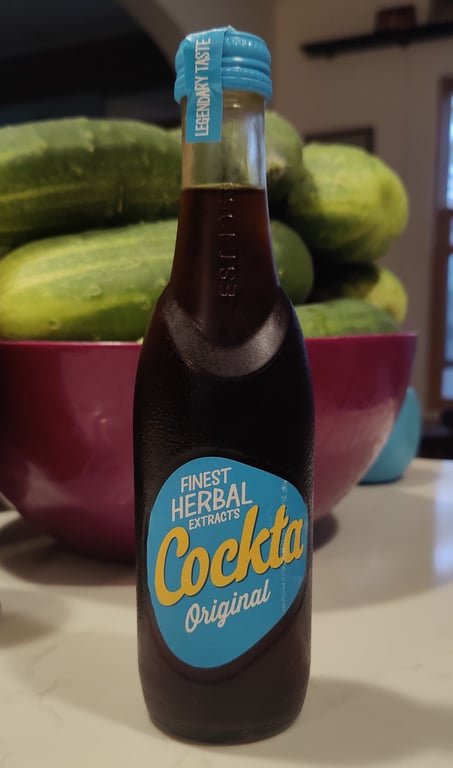 LEGENDARY TASTE
EST.1953
FINEST
HERBAL
EXTRACTS
Cockta
Original